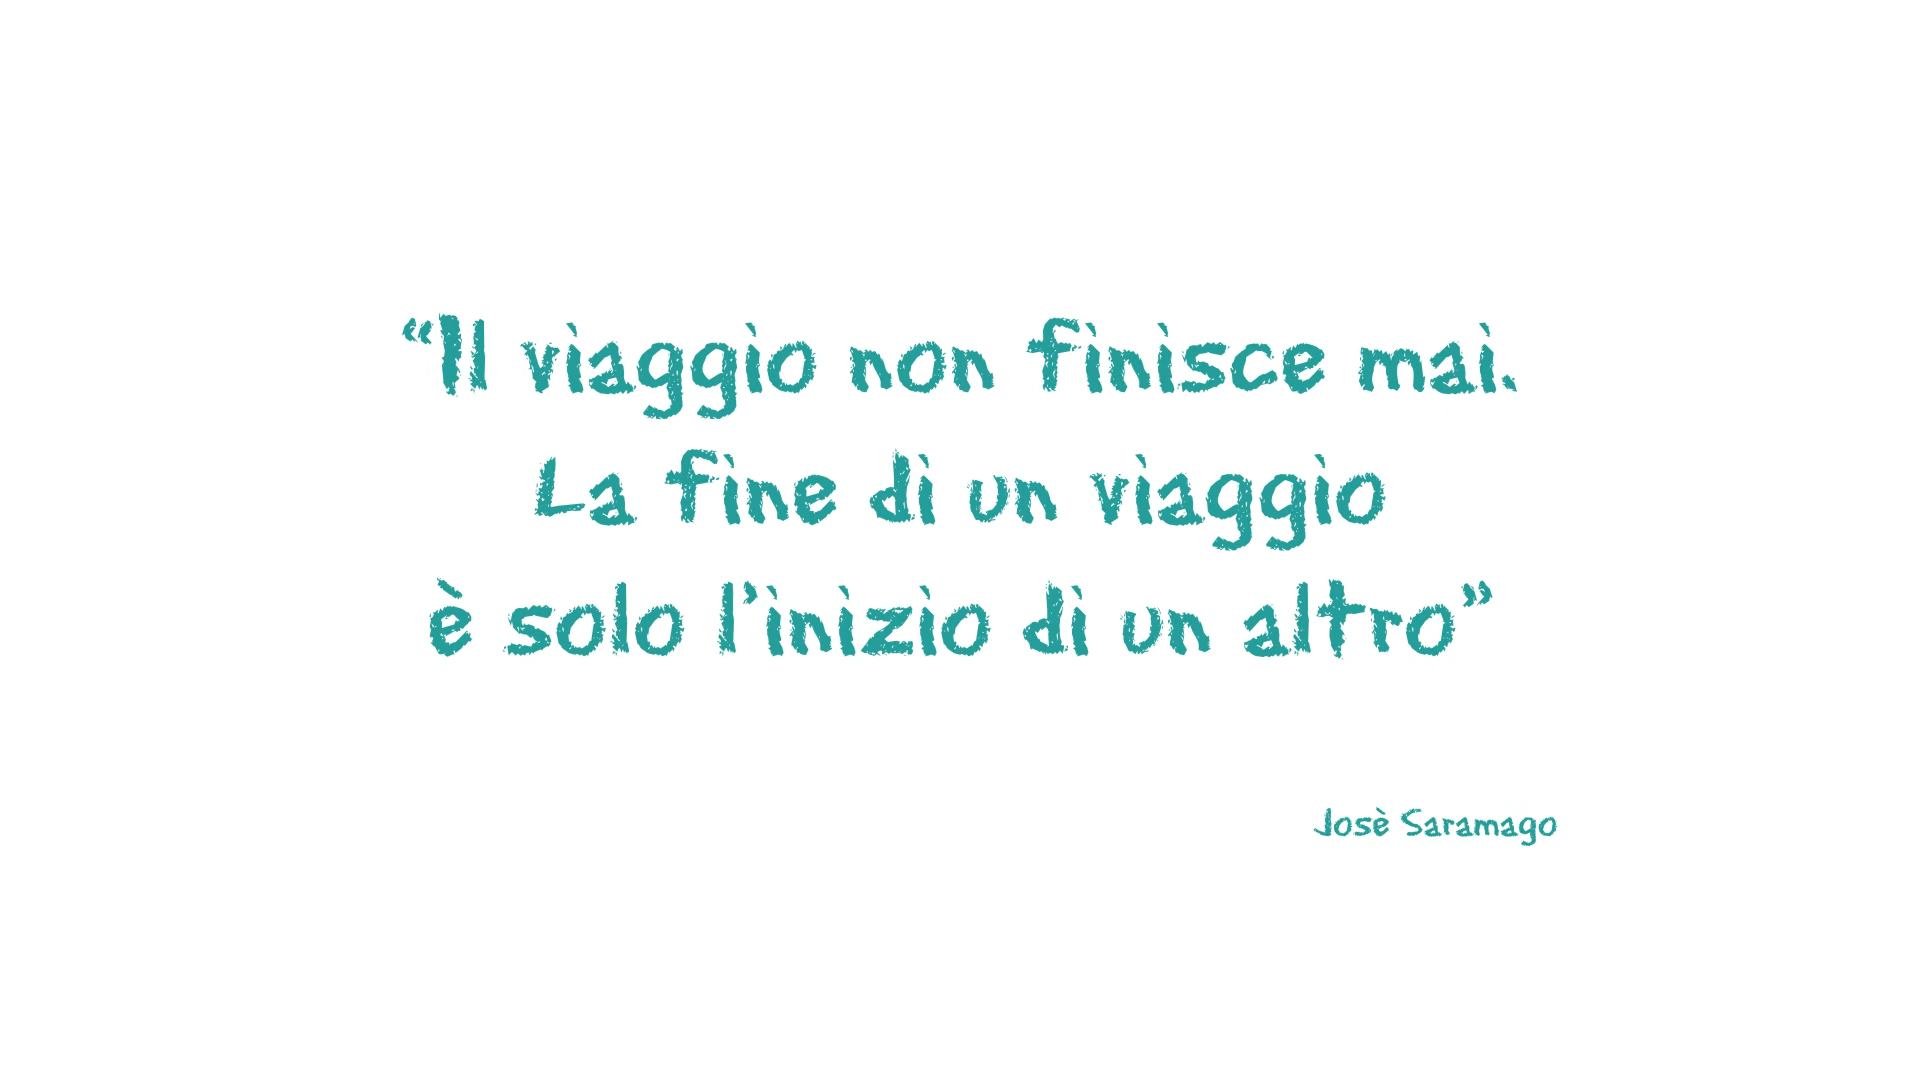 “Il viaggio non finisce mai.
La fine di un viaggio
è solo l’inizio di un altro”
Josè Saramago